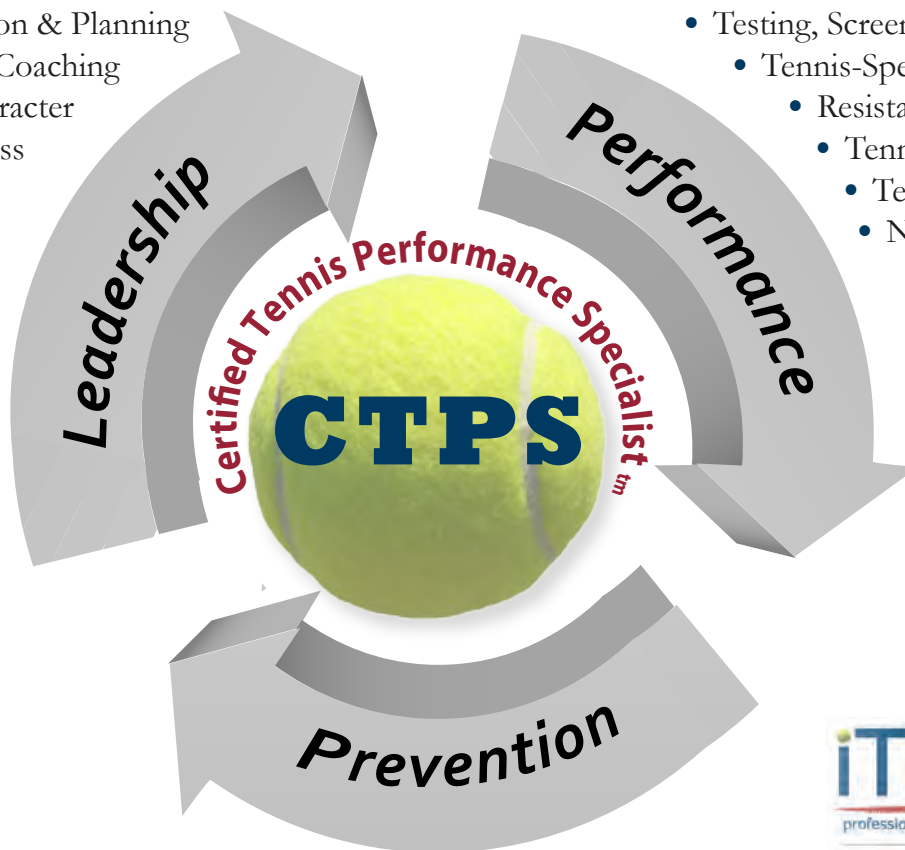 on & Planning
Coaching
racter
ss
• Testing, Screen
• Tennis-Spe
• Resista
• Tenn
• Te
• N
Leadership
Performance
Certified Tennis Performance Specialist tm
CTPS
Prevention
iT
professio